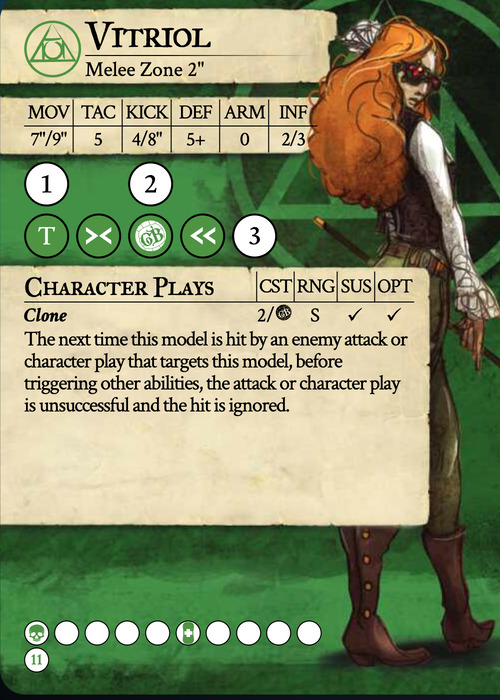 Vitriol
Melee Zone 2"
MOV TAC KICK DEF ARM INF
7"/9" 5 4/8" 5+ 0 2/3
1 2
T >< GB << 3
Character Plays CST RNG SUS OPT
Clone 2/GB S ✓ ✓
The next time this model is hit by an enemy attack or
character play that targets this model, before
triggering other abilities, the attack or character play
is unsuccessful and the hit is ignored.
11